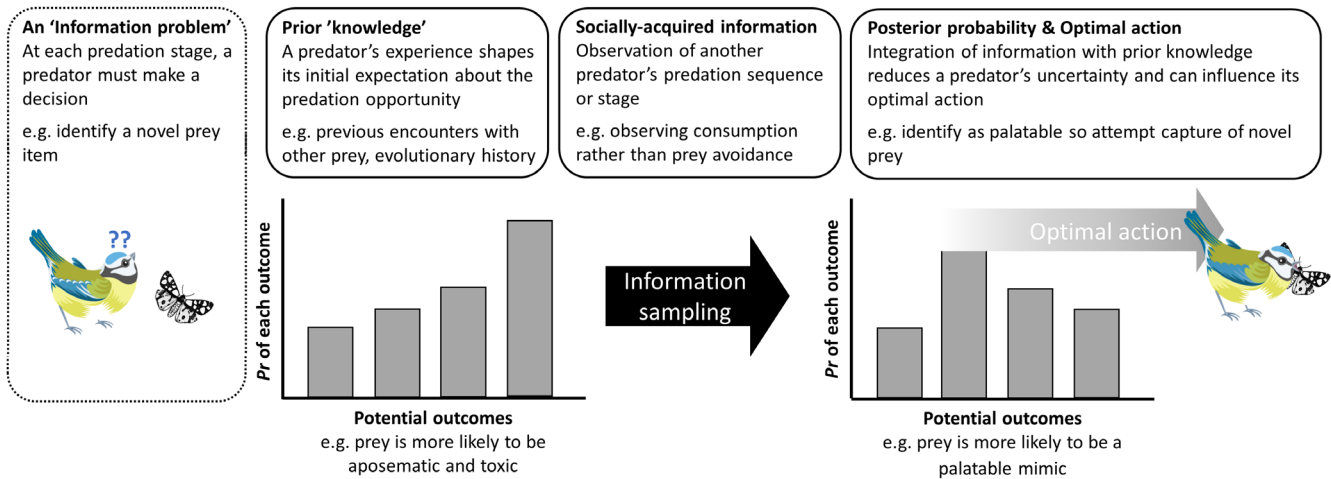 An 'Information problem'
At each predation stage, a
predator must make a
decision
e.g. identify a novel prey
item
??
Prior 'knowledge'
A predator's experience shapes
its initial expectation about the
predation opportunity
e.g. previous encounters with
other prey, evolutionary history
Socially-acquired information
Observation of another
predator's predation sequence
or stage
e.g. observing consumption
rather than prey avoidance
Posterior probability & Optimal action
Integration of information with prior knowledge
reduces a predator's uncertainty and can influence its
optimal action
e.g. identify as palatable so attempt capture of novel
prey
Pr of each outcome
Potential outcomes
e.g. prey is more likely to be
aposematic and toxic
Information
sampling
Pr of each outcome
Optimal action
Potential outcomes
e.g. prey is more likely to be a
palatable mimic